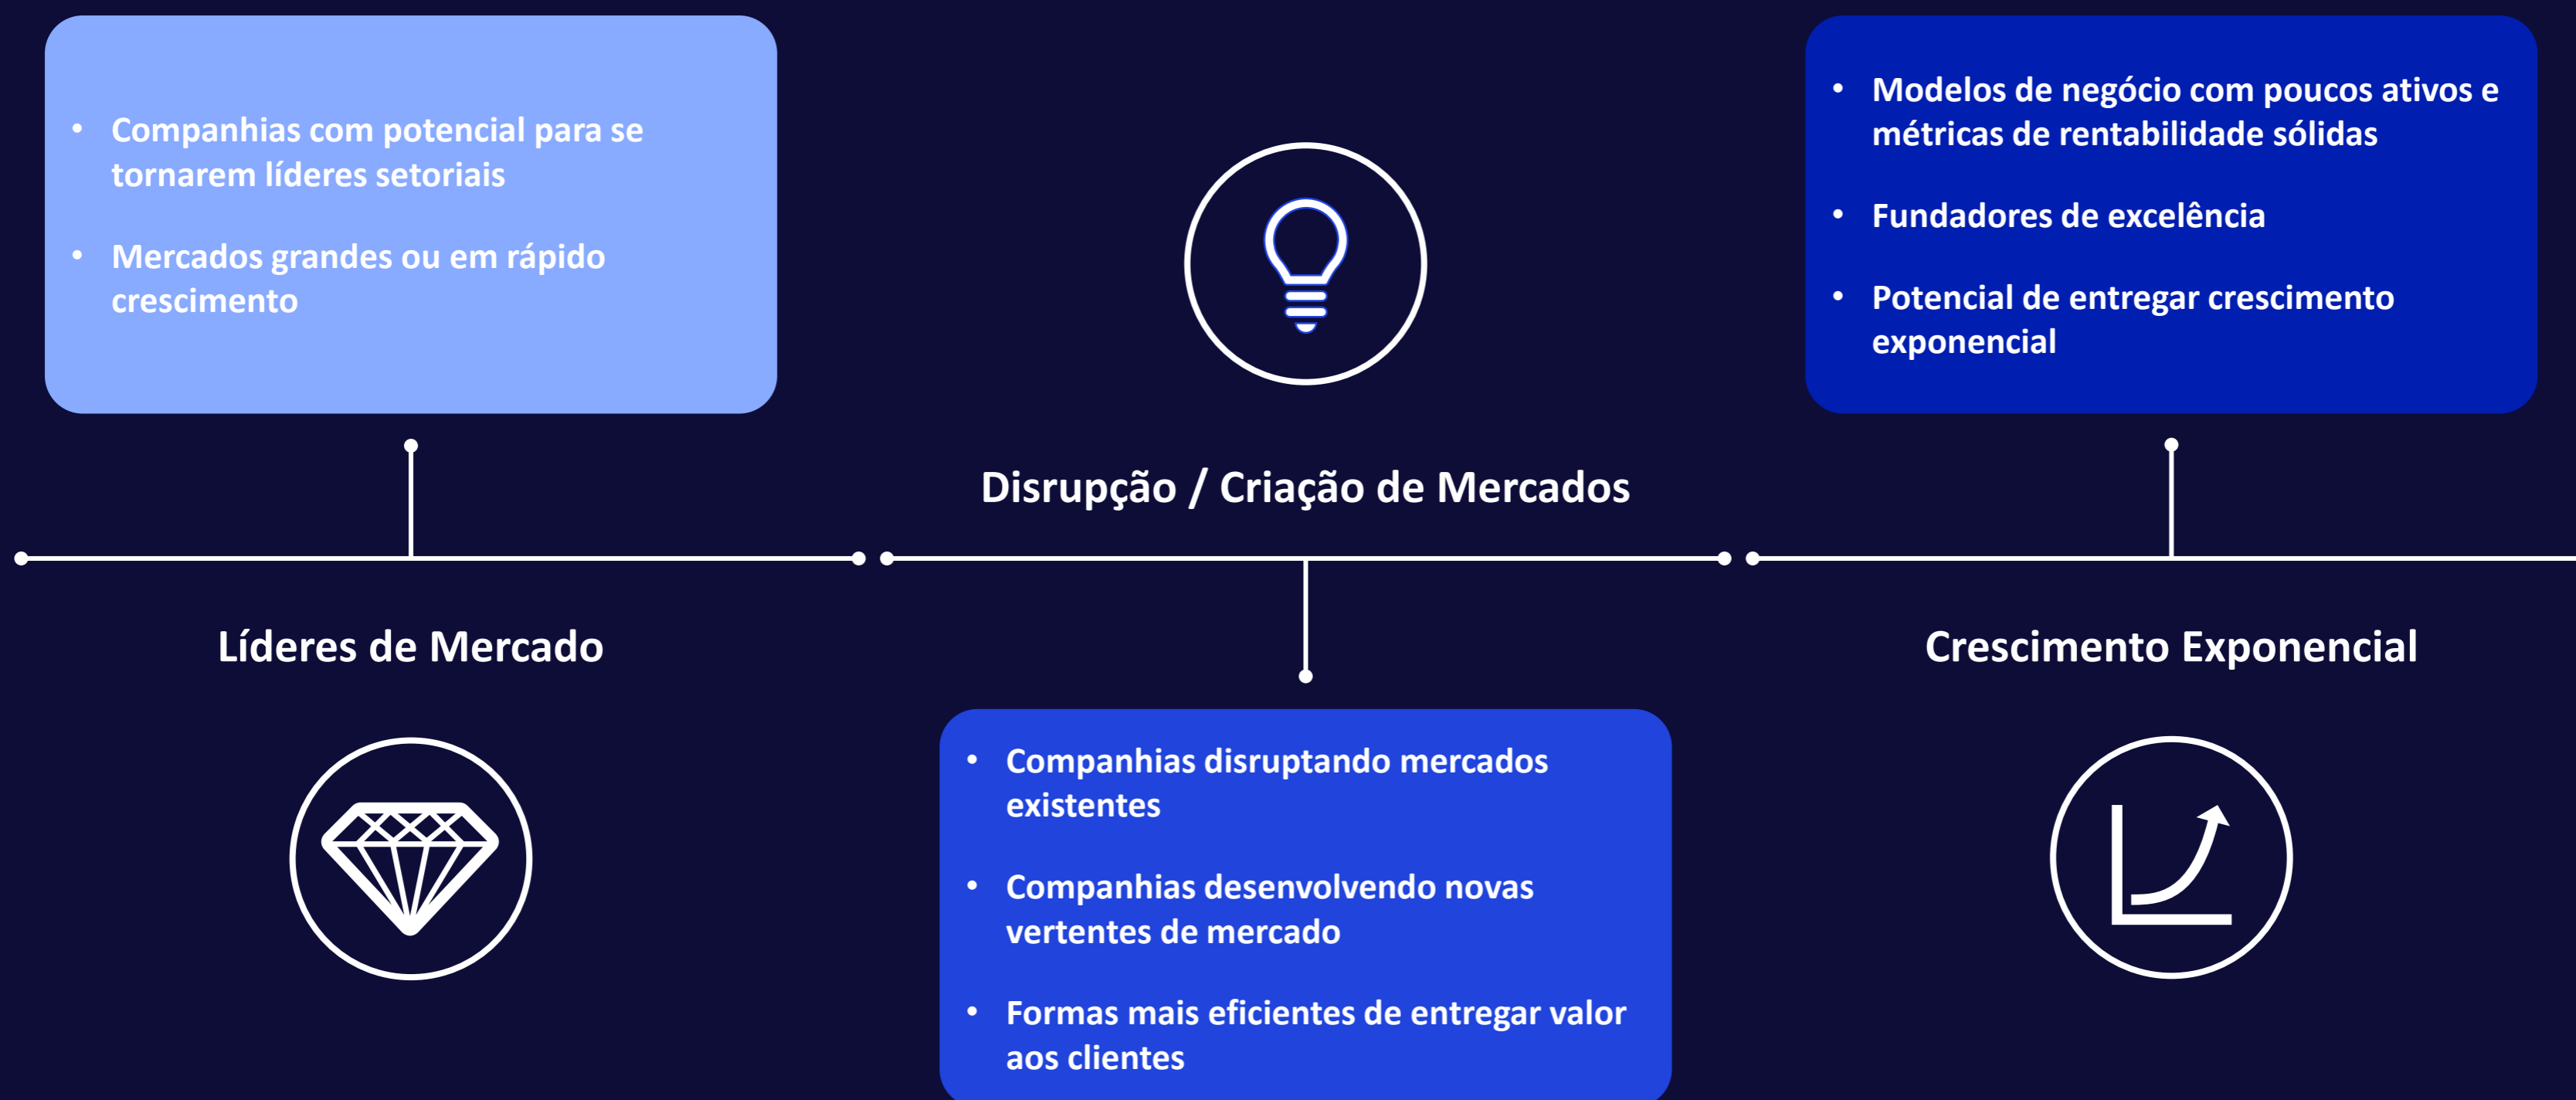 • Companhias com potencial para se
tornarem líderes setoriais
• Mercados grandes ou em rápido
crescimento
Líderes de Mercado
Disrupção / Criação de Mercados
• Companhias disruptando mercados
existentes
• Companhias desenvolvendo novas
vertentes de mercado
• Formas mais eficientes de entregar valor
aos clientes
• Modelos de negócio com poucos ativos e
métricas de rentabilidade sólidas
• Fundadores de excelência
• Potencial de entregar crescimento
exponencial
Crescimento Exponencial